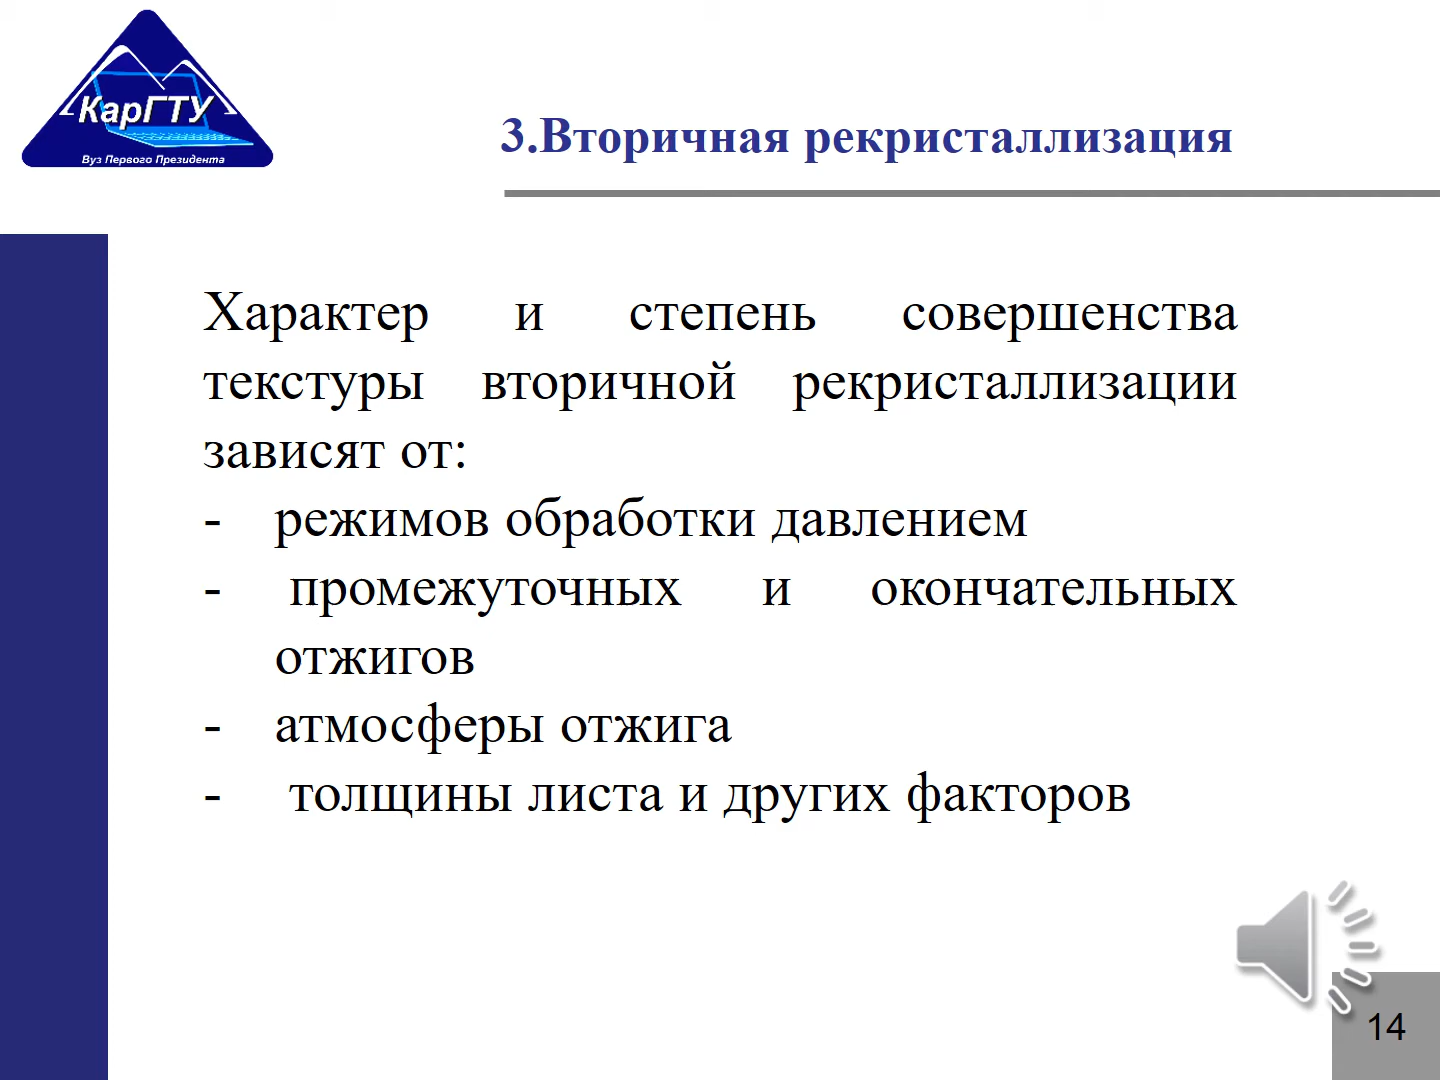 КарГТУ
Вуз Первого Президента
3.Вторичная рекристаллизация
Характер и степень совершенства
текстуры вторичной рекристаллизации
зависят от:
- режимов обработки давлением
- промежуточных и окончательных
отжигов
- атмосферы отжига
- толщины листа и других факторов
14